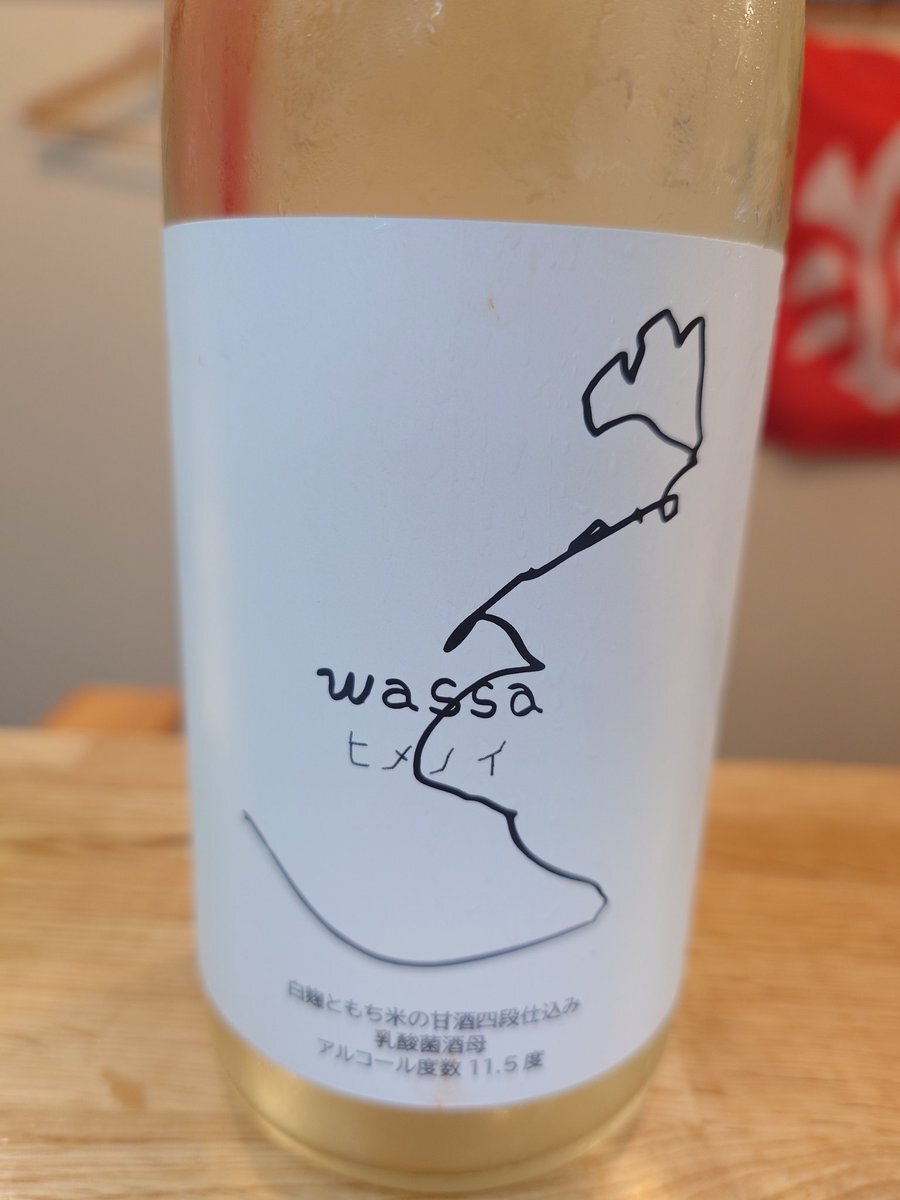 wassa
ヒメノイ
白麹ともち米の甘酒四段仕込み
乳酸菌酒母
アルコール度数 11.5 度